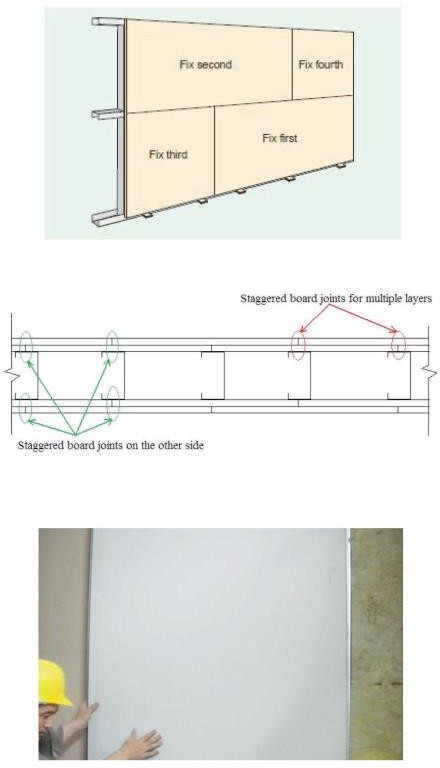 Fix second
Fix fourth
Fix third
Fix first
Staggered board joints for multiple layers
Staggered board joints on the other side